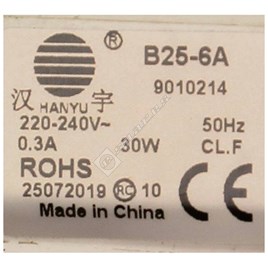 ® B25-6A
汉 HANYU 宇 9010214
220-240V~ 50Hz
0.3A 30W CL.F
ROHS
25072019 RC 10 CE
Made in China